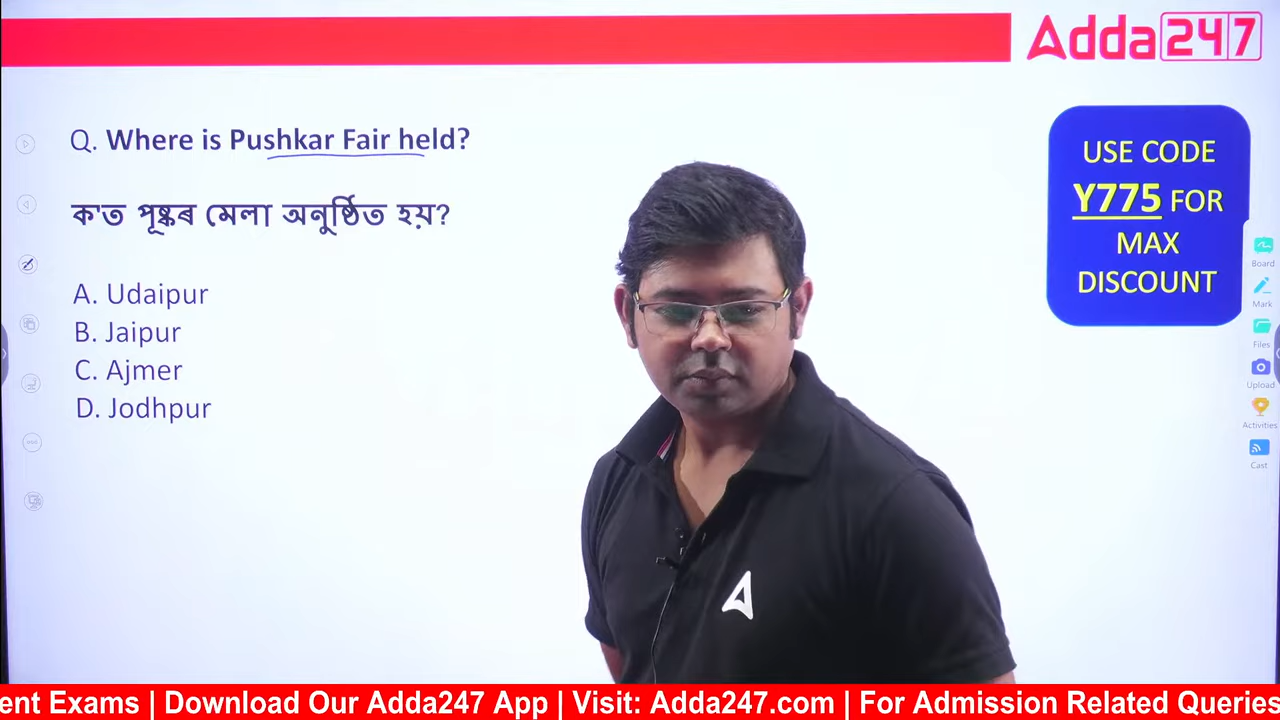 Adda247
Q. Where is Pushkar Fair held?
ক'ত পূষ্কৰ মেলা অনুষ্ঠিত হয়?
A. Udaipur
B. Jaipur
C. Ajmer
D. Jodhpur
USE CODE
Y775 FOR
MAX
DISCOUNT
Board
Mark
Files
Upload
Activities
Cast
ent Exams | Download Our Adda247 App | Visit: Adda247.com | For Admission Related Queries